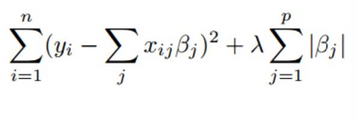 $\sum_{i=1}^{n}(y_i - \sum_{j} x_{ij}\beta_j)^2 + \lambda \sum_{j=1}^{p} |\beta_j|$